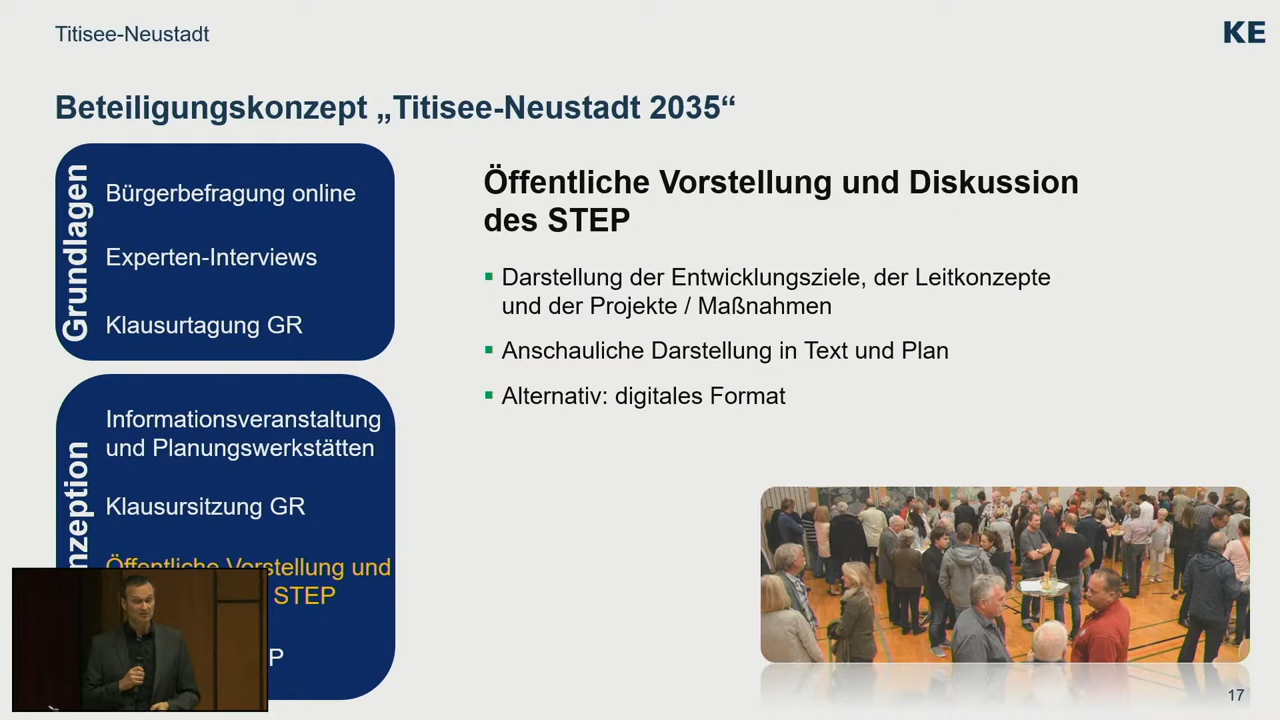 Titisee-Neustadt
KE
Beteiligungskonzept „Titisee-Neustadt 2035“
Grundlagen
Bürgerbefragung online
Experten-Interviews
Klausurtagung GR
Informationsveranstaltung
und Planungswerkstätten
Klausursitzung GR
Öffentliche Vorstellung und
STEP
Öffentliche Vorstellung und Diskussion
des STEP
Darstellung der Entwicklungsziele, der Leitkonzepte
und der Projekte / Maßnahmen
Anschauliche Darstellung in Text und Plan
Alternativ: digitales Format
17